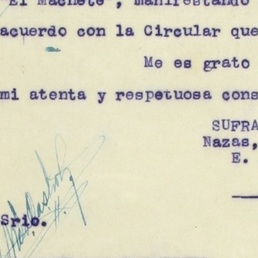 "El Machete", manifestando
acuerdo con la Circular que
Me es grato
mi atenta y respetuosa cons
SUFRA
Nazas,
E.
Srio.